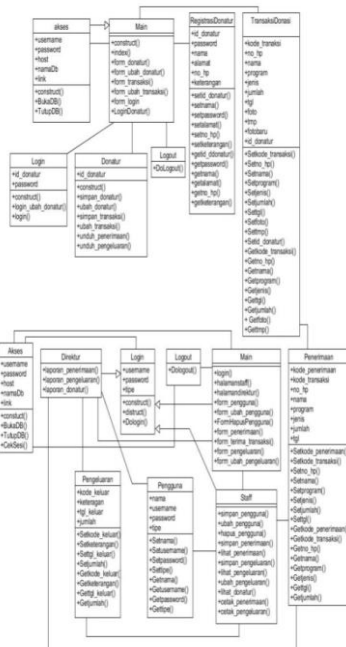 akses
+username
+password
+host
+namaDb
+link
+construct()
+BukaDB()
+TutupDB()
Main
+construct()
+index()
+form_donatur()
+form_ubah_donatur()
+form_transaksi()
+form_ubah_transaksi()
+form_login
+LoginDonatur()
RegistrasiDonatur
+id_donatur
+password
+nama
+alamat
+no_hp
+keterangan
+setid_donatur()
+setnama()
+setpassword()
+setalamat()
+setno_hp()
+setketerangan()
+getid_ddonatur()
+getpassword()
+getnama()
+getalamat()
+getno_hp()
+getketerangan()
TransaksiDonasi
+kode_transaksi
+no_hp
+nama
+program
+jenis
+jumlah
+tgl
+foto
+tmp
+fotobaru
+id_donatur
+Setkode_transaksi()
+Setno_hp()
+Setnama()
+Setprogram()
+Setjenis()
+Setjumlah()
+Settgl()
+Setfoto()
+Settmp()
+Setid_donatur()
+Getkode_transaksi()
+Getno_hp()
+Getnama()
+Getprogram()
+Getjenis()
+Gettgl()
+Getjumlah()
+ Getfoto()
+Gettmp()
Login
+id_donatur
+password
+construct()
+login_ubah_donatur()
+login()
Donatur
+id_donatur
+construct()
+simpan_donatur()
+ubah_donatur()
+simpan_transaksi()
+ubah_transaksi()
+unduh_penerimaan()
+unduh_pengeluaran()
Logout
+DoLogout()
Akses
+username
+password
+host
+namaDb
+link
+constuct()
+BukaDB()
+TutupDB()
+CekSesi()
Direktur
+laporan_penerimaan()
+laporan_pengeluaran()
+laporan_donatur()
Login
+username
+password
+tipe
+construct()
+distruct()
+Dologin()
Logout
+Dologout()
Main
+login()
+halamanstaff()
+halamandirektur()
+form_pengguna()
+form_ubah_pengguna()
+FormHapusPengguna()
+form_penerimaan()
+form_terima_transaksi()
+form_pengeluaran()
+form_ubah_pengeluaran()
Penerimaan
+kode_penerimaan
+kode_transaksi
+no_hp
+nama
+program
+jenis
+jumlah
+tgl
+Setkode_penerimaan()
+Setkode_transaksi()
+Setno_hp()
+Setnama()
+Setprogram()
+Setjenis()
+Setjumlah()
+Settgl()
+Getkode_penerimaan()
+Getkode_transaksi()
+Getno_hp()
+Getnama()
+Getprogram()
+Getjenis()
+Gettgl()
+Getjumlah()
Pengeluaran
+kode_keluar
+keteragan
+tgl_keluar
+jumlah
+Setkode_keluar()
+Setketerangan()
+Settgl_keluar()
+Setjumlah()
+Getkode_keluar()
+Getketerangan()
+Gettgl_keluar()
+Getjumlah()
Pengguna
+nama
+username
+password
+tipe
+Setnama()
+Setusername()
+Setpassword()
+Settipe()
+Getnama()
+Getusername()
+Getpassword()
+Gettipe()
Staff
+simpan_pengguna()
+ubah_pengguna()
+hapus_pengguna()
+simpan_penerimaan()
+lihat_penerimaan()
+simpan_pengeluaran()
+lihat_pengeluaran()
+ubah_pengeluaran()
+lihat_donatur()
+cetak_penerimaan()
+cetak_pengeluaran()